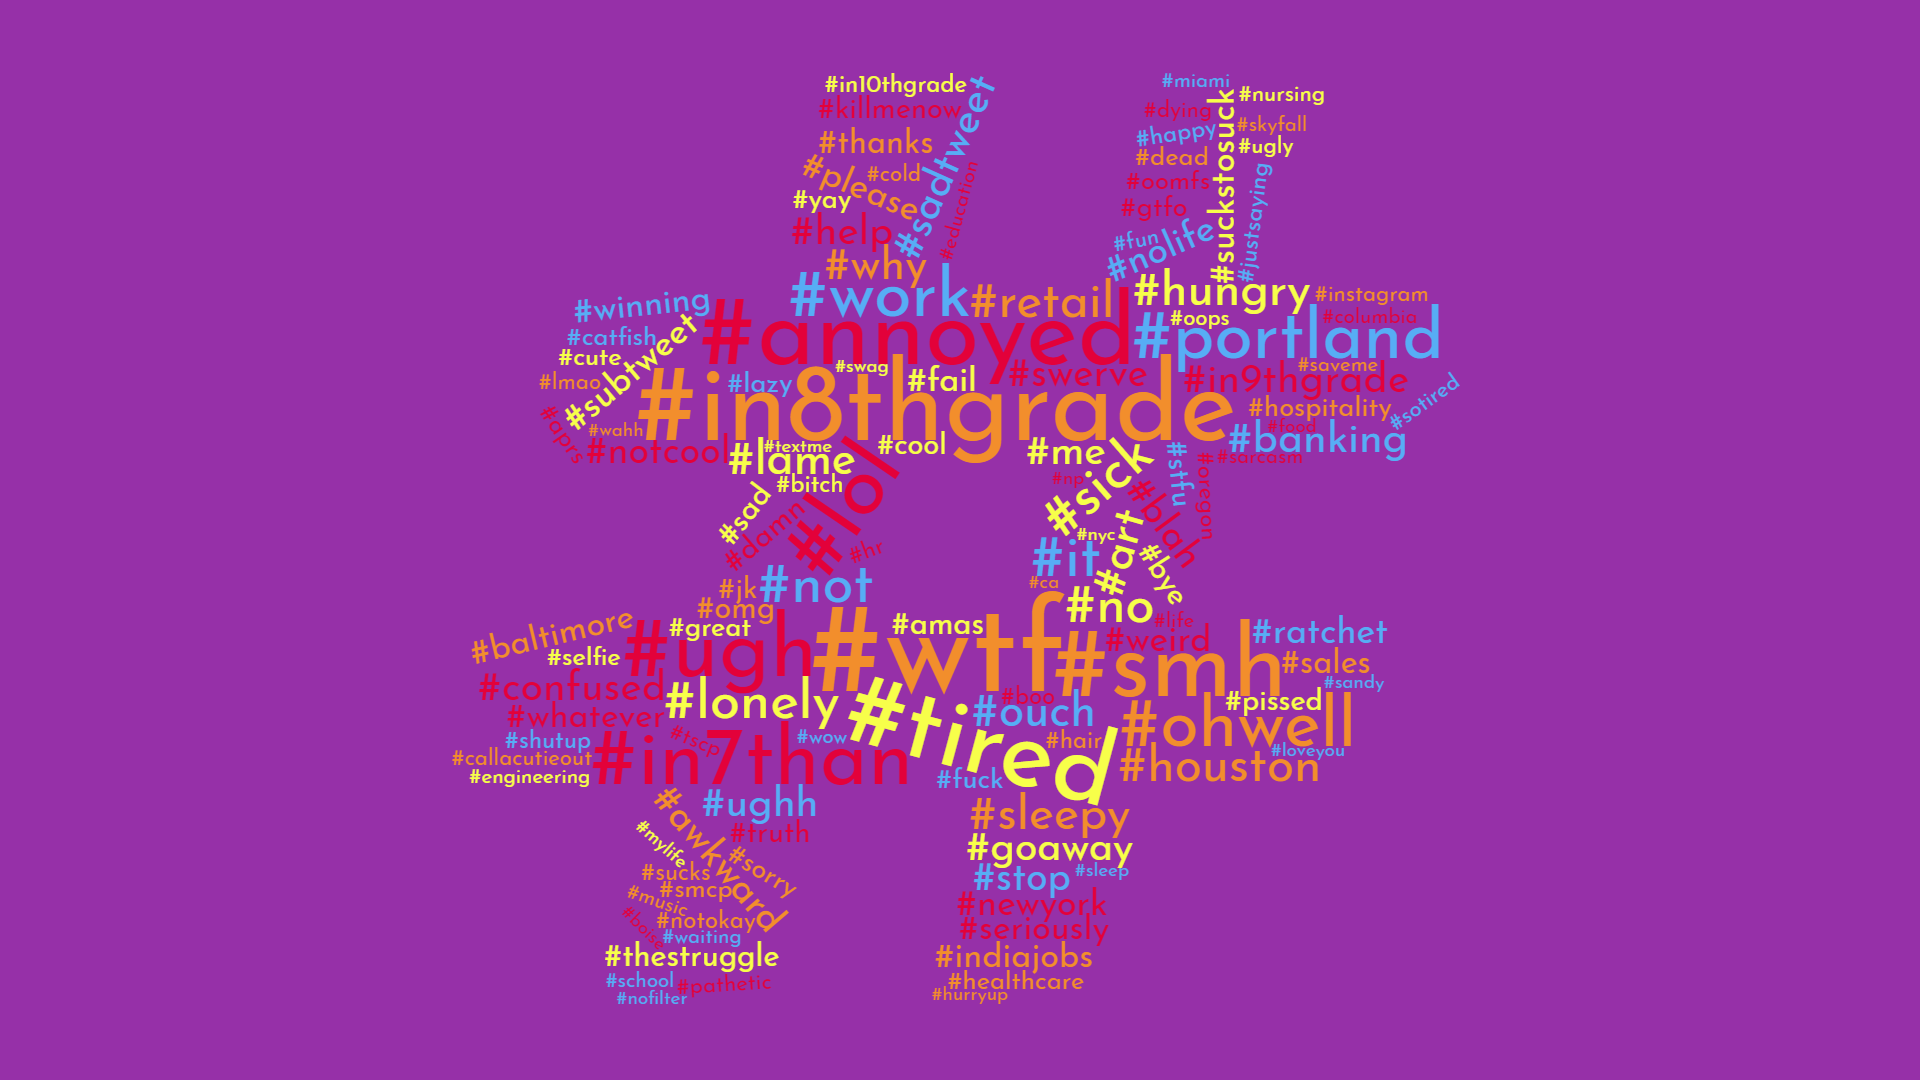 #in10thgrade
#killmenow
#thanks
#please
#cold
#yay
#help
#sadtweet
#education
#why
#miami
#dying
#happy
#dead
#oomfs
#gtfo
#fun
#nolife
#suckstosuck
#nursing
#skyfall
#ugly
#justsaying
#winning
#catfish
#cute
#lmao
#subtweet
#aprs
#wahh
#notcool
#work
#retail
#annoyed
#hungry
#instagram
#oops
#columbia
#portland
#lazy
#swag
#fail
#swerve
#saveme
#in9thgrade
#in8thgrade
#hospitality
#sotired
#food
#banking
#sarcasm
#textme
#lame
#cool
#bitch
#me
#sick
#np
#stfu
#oregon
#blah
#sad
#damn
#lol
#hr
#nyc
#art
#it
#bye
#ca
#jk
#not
#omg
#no
#life
#baltimore
#great
#selfie
#ugh
#wtf
#amas
#weird
#ratchet
#smh
#sales
#sandy
#confused
#lonely
#boo
#pissed
#whatever
#tired
#ouch
#ohwell
#shutup
#tscp
#wow
#hair
#loveyou
#callacutieout
#in7than
#houston
#engineering
#fuck
#ughh
#truth
#awkward
#mylife
#sorry
#sucks
#smcp
#music
#notokay
#boise
#waiting
#thestruggle
#school
#pathetic
#nofilter
#sleepy
#goaway
#stop
#sleep
#newyork
#seriously
#indiajobs
#healthcare
#hurryup